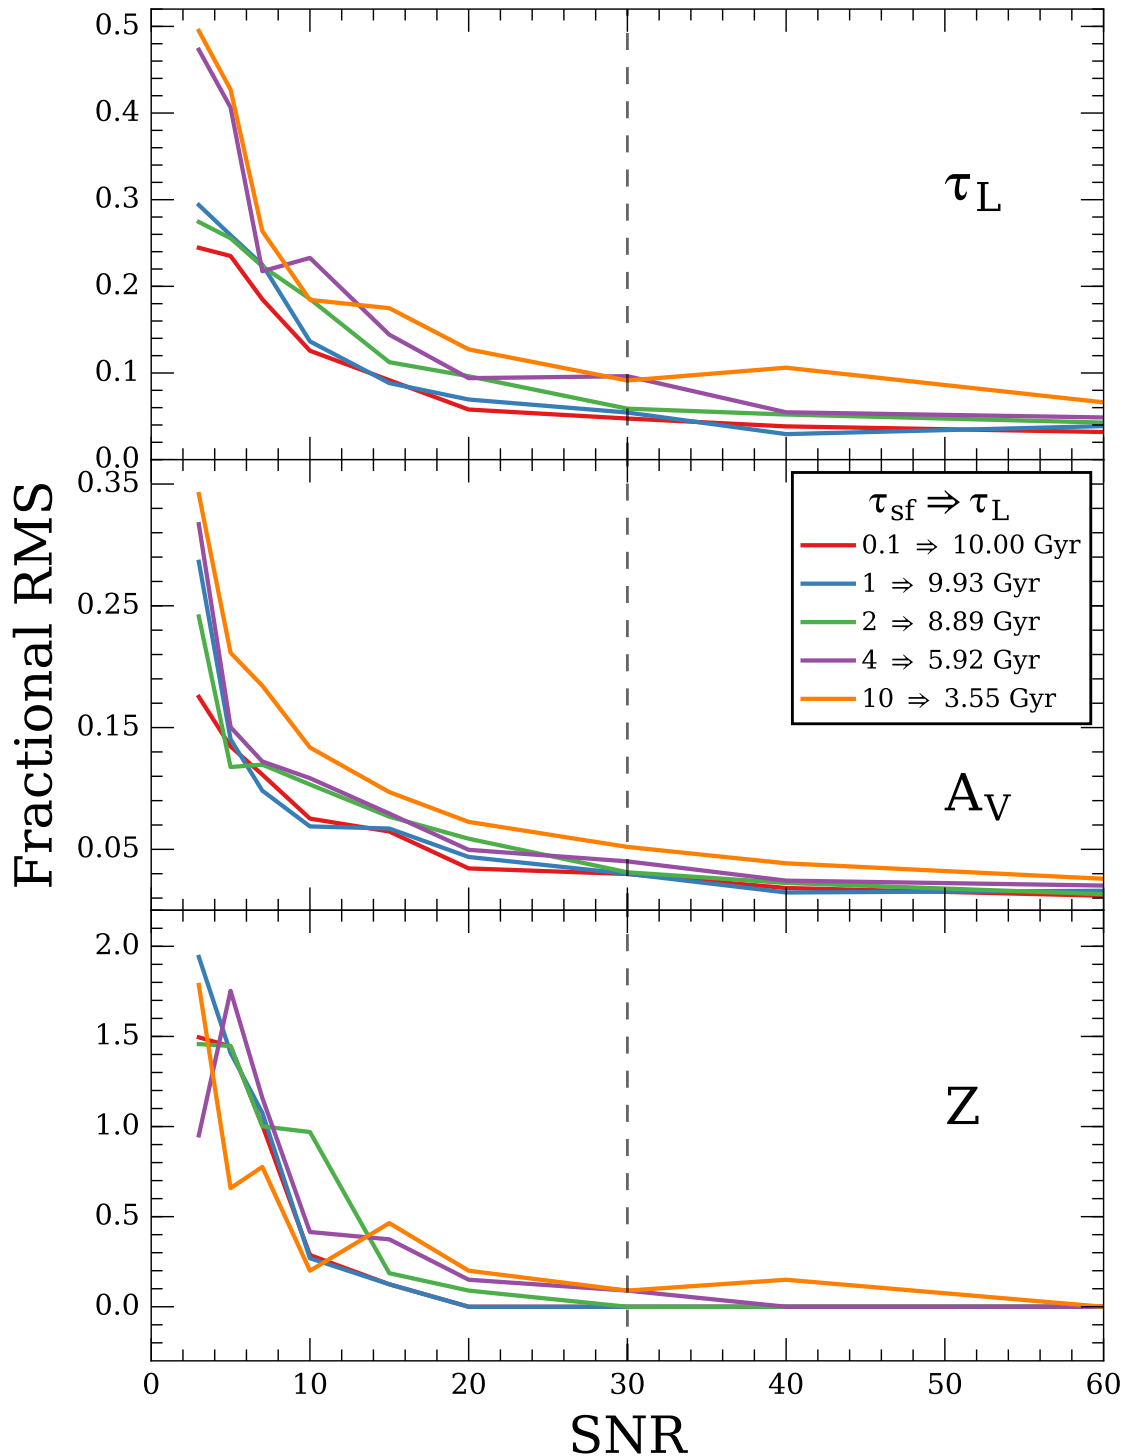 0.5
0.4
0.3
0.2
0.1
0.0
τL
0.35
0.25
0.15
0.05
Fractional RMS
τsf ⇒ τL
0.1 ⇒ 10.00 Gyr
1 ⇒ 9.93 Gyr
2 ⇒ 8.89 Gyr
4 ⇒ 5.92 Gyr
10 ⇒ 3.55 Gyr
AV
2.0
1.5
1.0
0.5
0.0
Z
0 10 20 30 40 50 60
SNR